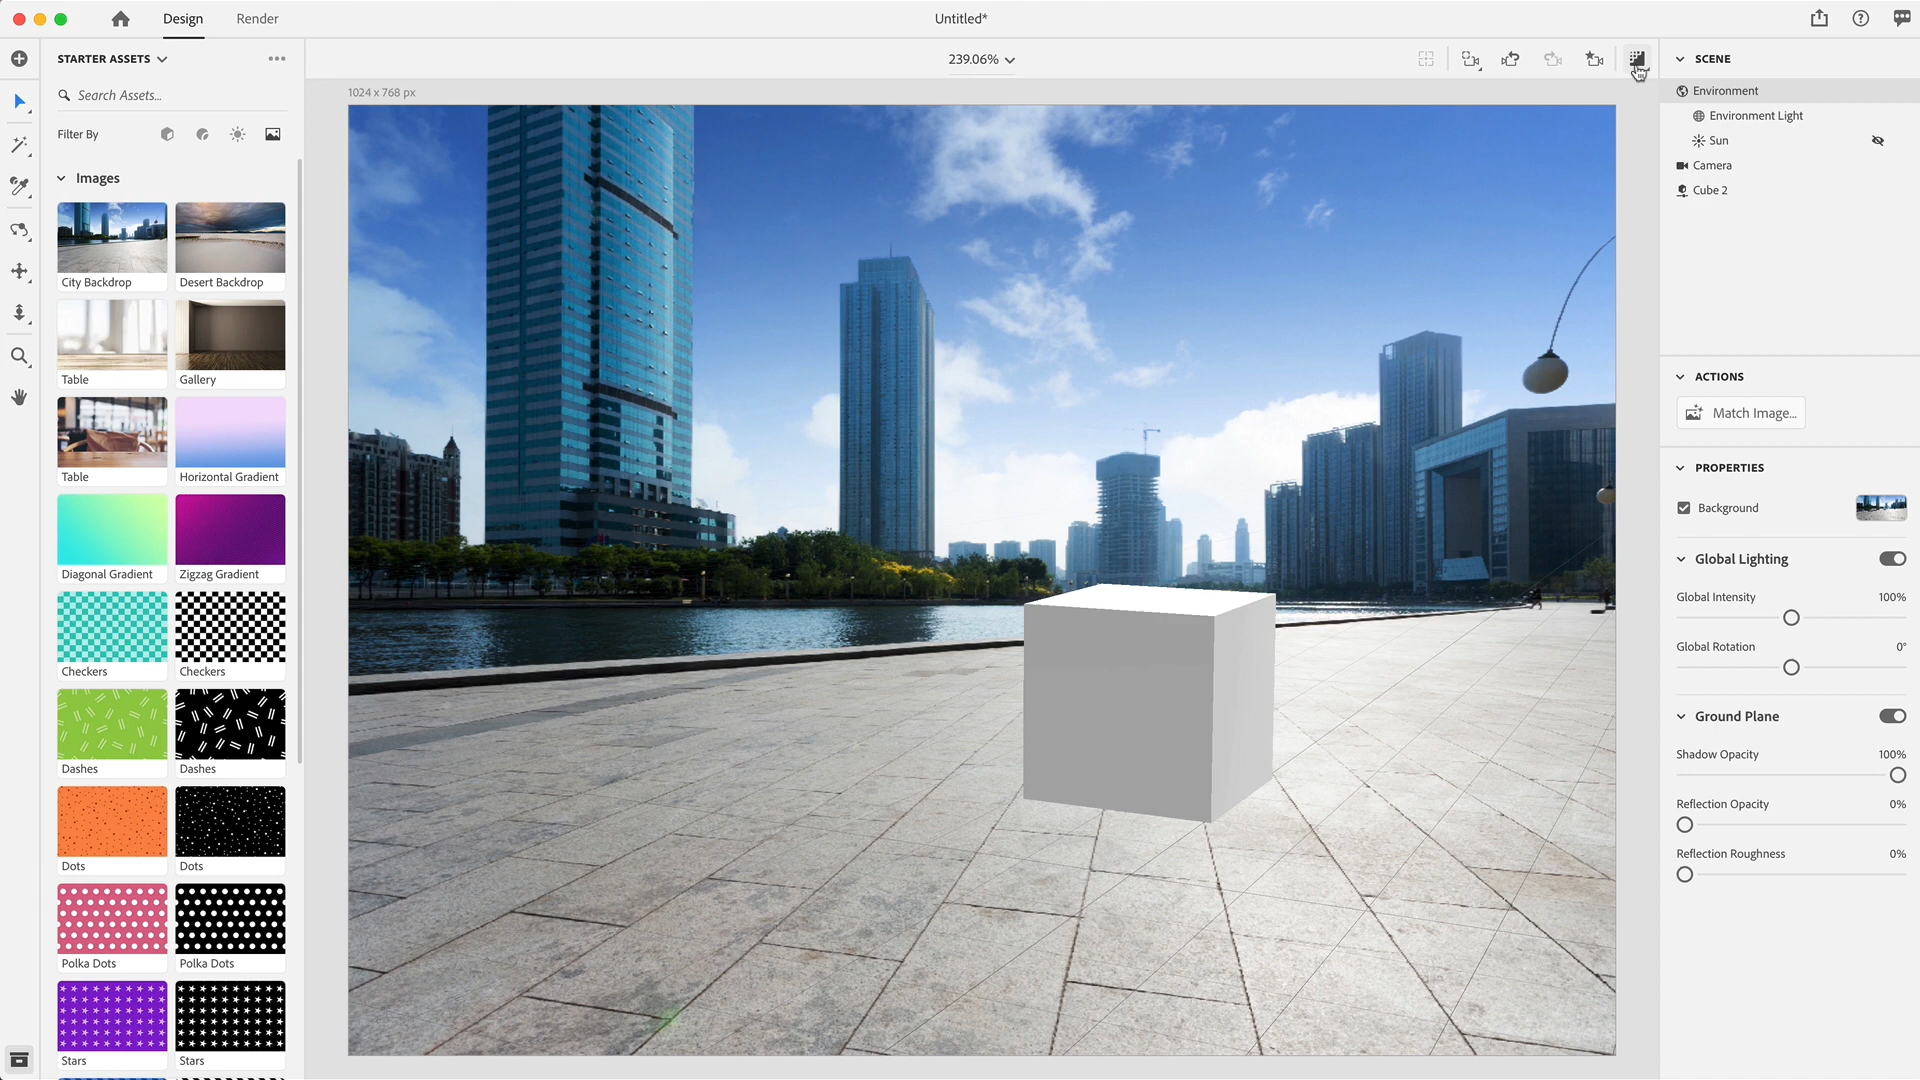 Design
Render
Untitled*
STARTER ASSETS
239.06%
SCENE
Search Assets...
1024 x 768 px
Environment
Environment Light
Filter By
Sun
Camera
Images
Cube 2
City Backdrop
Desert Backdrop
Table
Gallery
ACTIONS
Match Image...
Table
Horizontal Gradient
PROPERTIES
Background
Diagonal Gradient
Zigzag Gradient
Global Lighting
Global Intensity 100%
Global Rotation 0°
Checkers
Checkers
Ground Plane
Shadow Opacity 100%
Dashes
Dashes
Reflection Opacity 0%
Reflection Roughness 0%
Dots
Dots
Polka Dots
Polka Dots
Stars
Stars